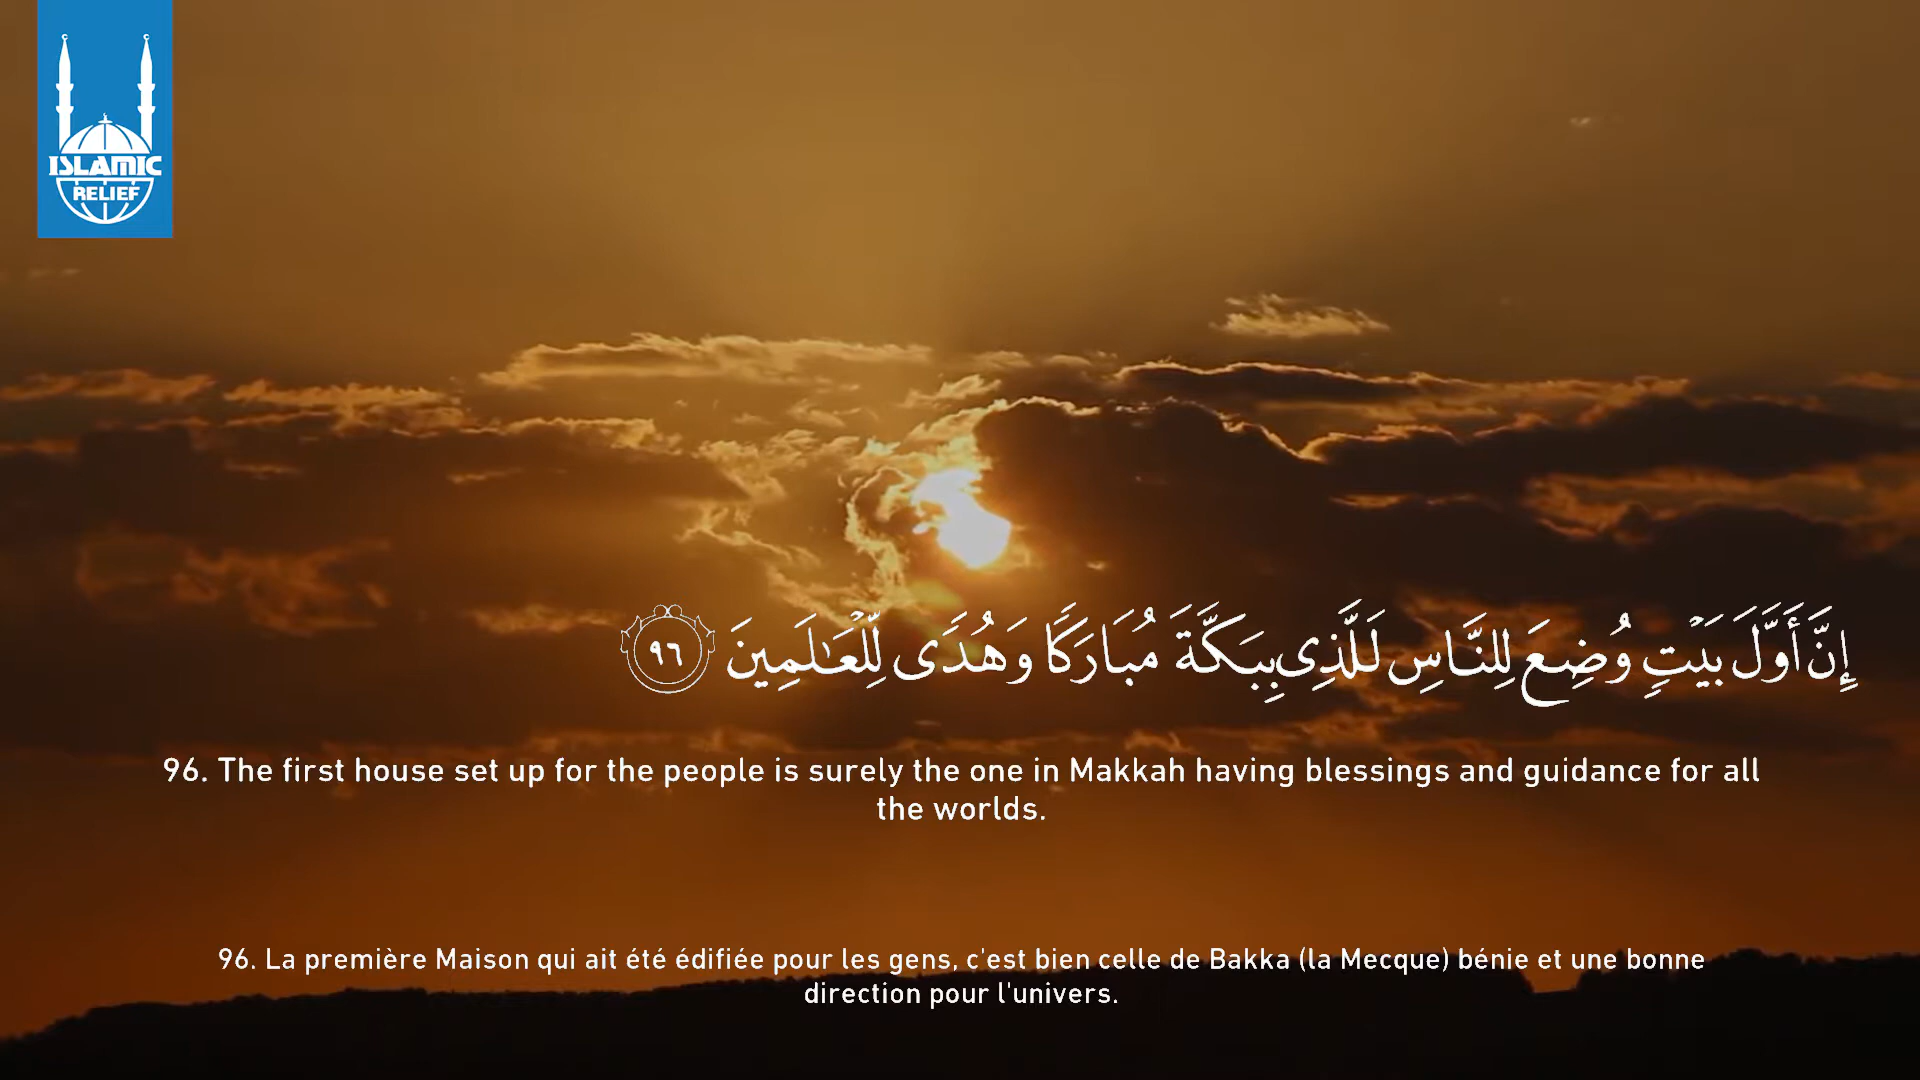 ISLAMIC
RELIEF
إِنَّ أَوَّلَ بَيۡتٖ وُضِعَ لِلنَّاسِ لَلَّذِي بِبَكَّةَ مُبَارَكٗا وَهُدٗى لِّلۡعَٰلَمِينَ ٩٦
96. The first house set up for the people is surely the one in Makkah having blessings and guidance for all
the worlds.
96. La première Maison qui ait été édifiée pour les gens, c'est bien celle de Bakka (la Mecque) bénie et une bonne
direction pour l'univers.